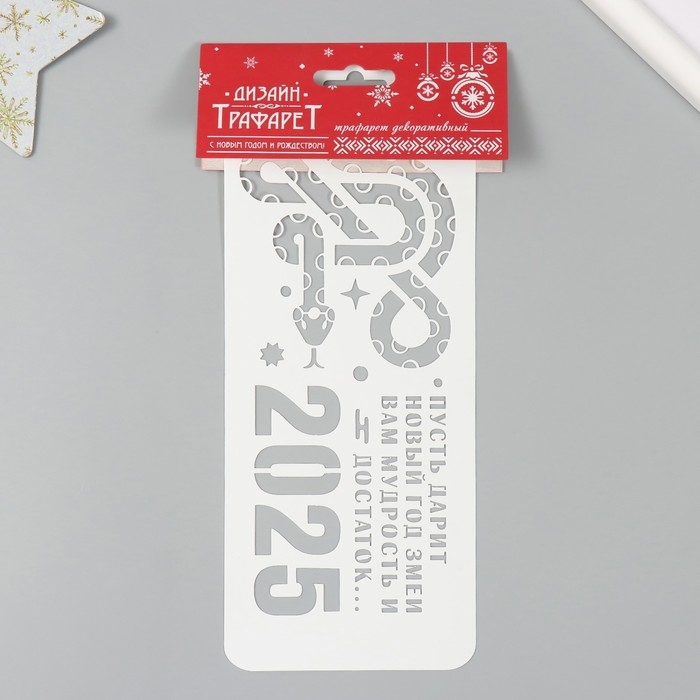 ДИЗАЙН
ТРАФАРЕТ
С НОВЫМ ГОДОМ И РОЖДЕСТВОМ!
трафарет декоративный
ПУСТЬ ДАРИТ
НОВЫЙ ГОД ЗМЕИ
ВАМ МУДРОСТЬ И
ДОСТАТОК...
2025